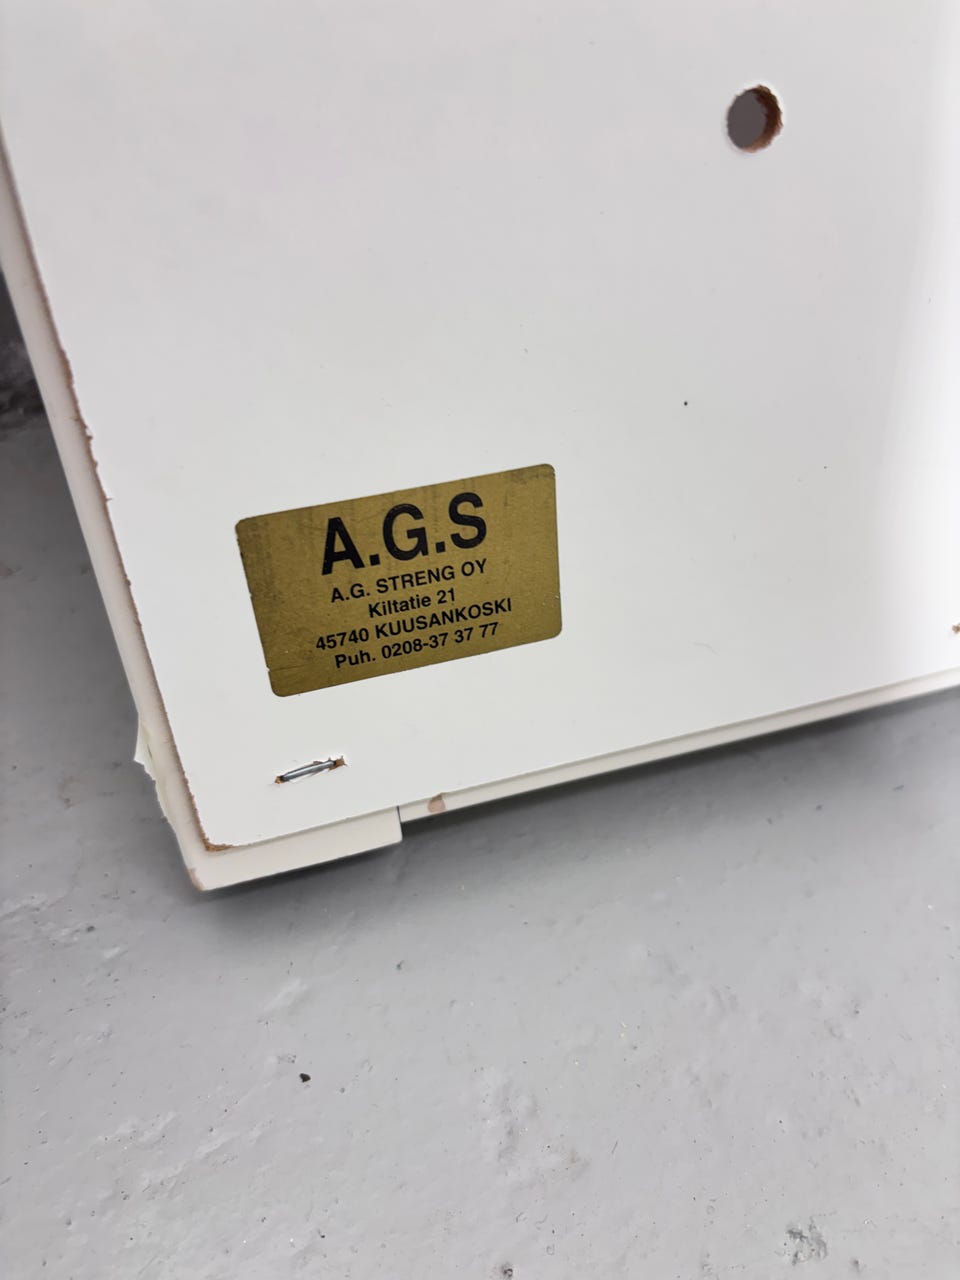 A.G.S
A.G. STRENG OY
Kiltatie 21
45740 KUUSANKOSKI
Puh. 0208-37 37 77